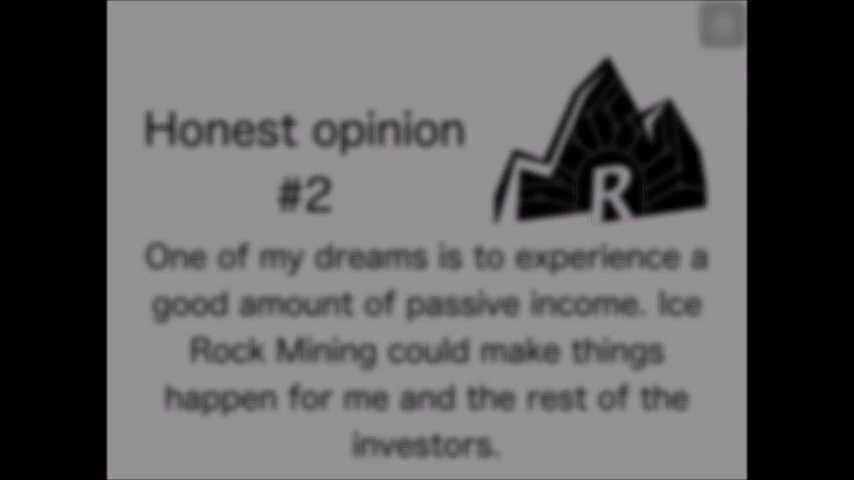 Honest opinion
#2
R
One of my dreams is to experience a
good amount of passive income. Ice
Rock Mining could make things
happen for me and the rest of the
investors.